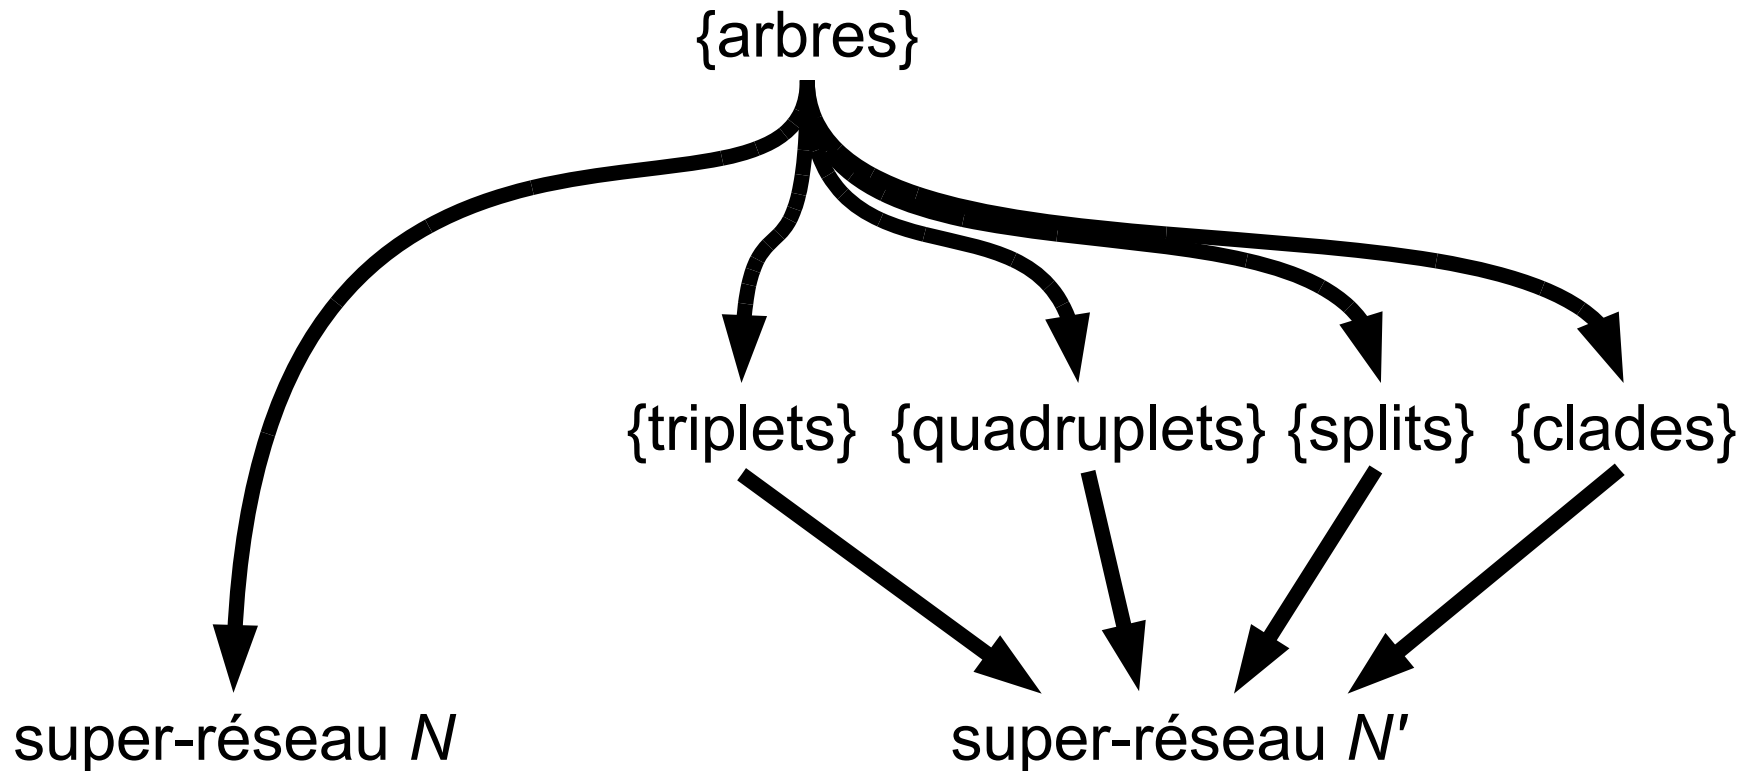 {arbres}
{triplets} {quadruplets} {splits} {clades}
super-réseau N super-réseau N'